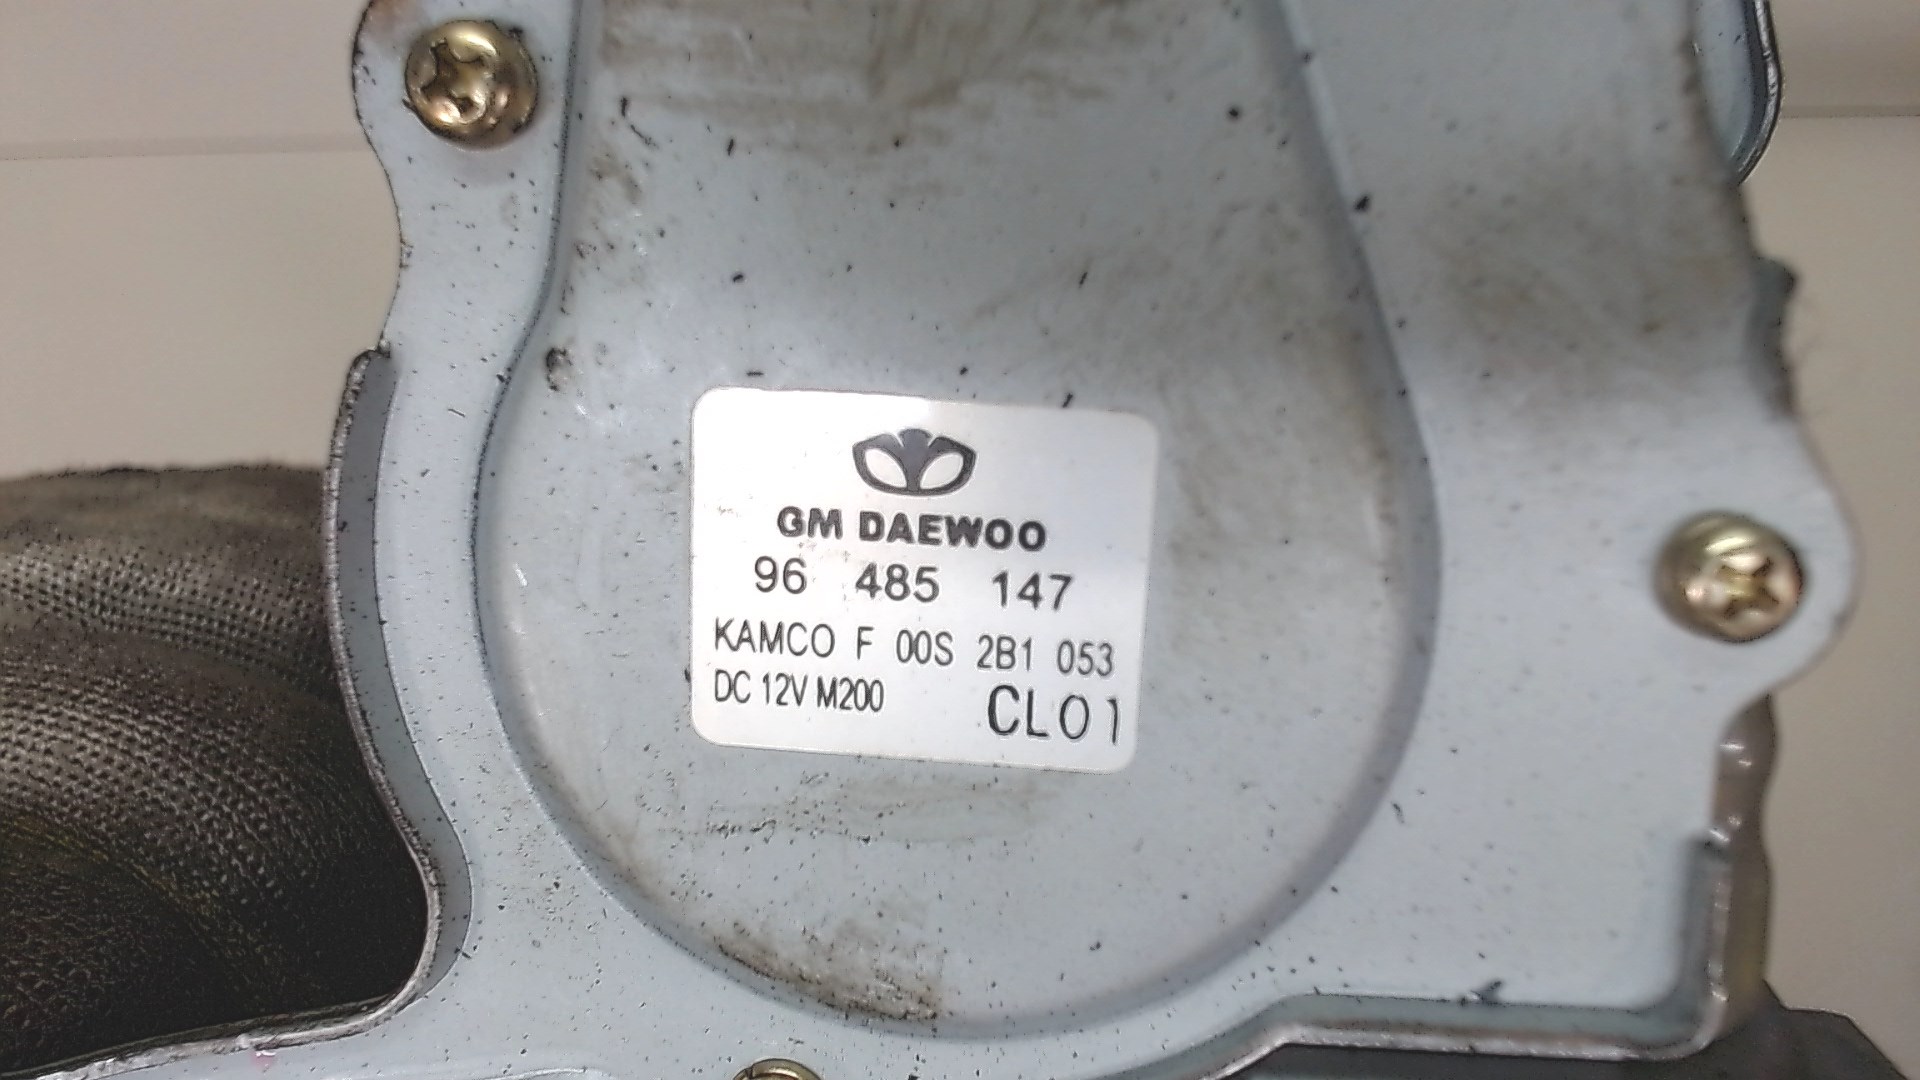 GM DAEWOO
96 485 147
KAMCO F 00S 2B1 053
DC 12V M200 CL01